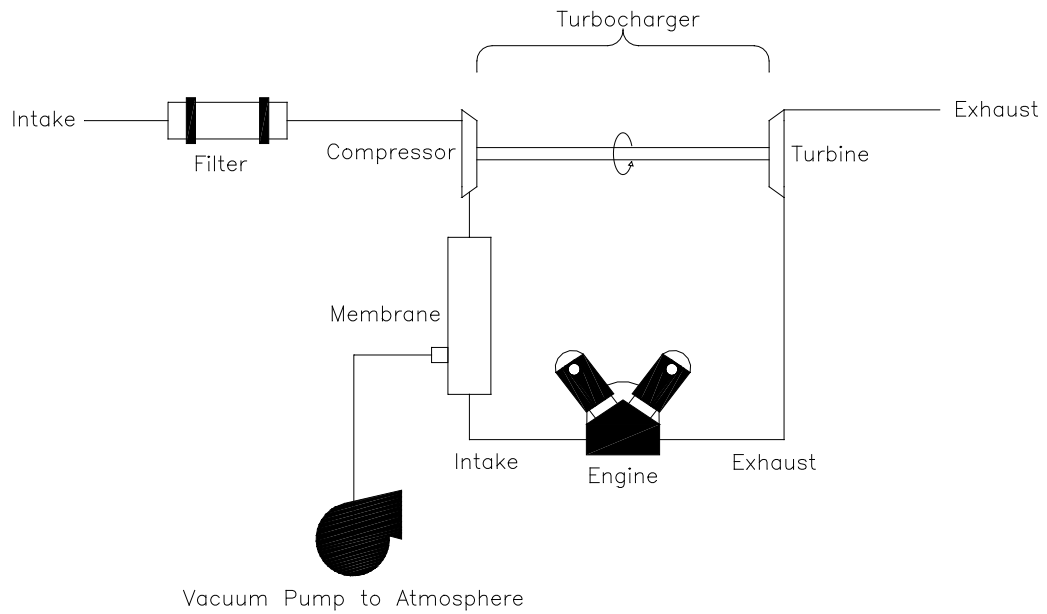 Turbocharger
Intake
Exhaust
Filter
Compressor
Turbine
Membrane
Intake
Engine
Exhaust
Vacuum Pump to Atmosphere